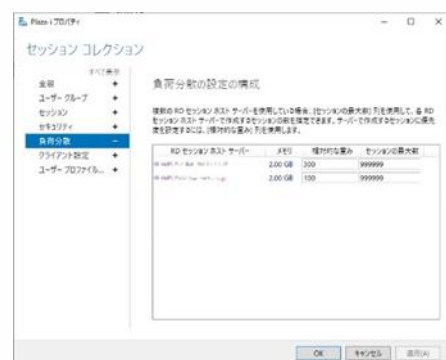 Plaza-i プロパティ
セッション コレクション
すべて表示
全般 +
ユーザー グループ +
セッション +
セキュリティ +
負荷分散 −
クライアント設定 +
ユーザー プロファイル... +
負荷分散の設定の構成
複数の RD セッション ホスト サーバーを使用している場合、[セッションの最大数] 列を使用して、各 RD
セッション ホスト サーバーで作成するセッションの数を指定できます。サーバーで作成するセッションに優先
度を設定するには、[相対的な重み] 列を使用します。
RD セッション ホスト サーバー メモリ 相対的な重み セッションの最大数
2.00 GB 300 999999
2.00 GB 100 999999
OK キャンセル 適用(A)